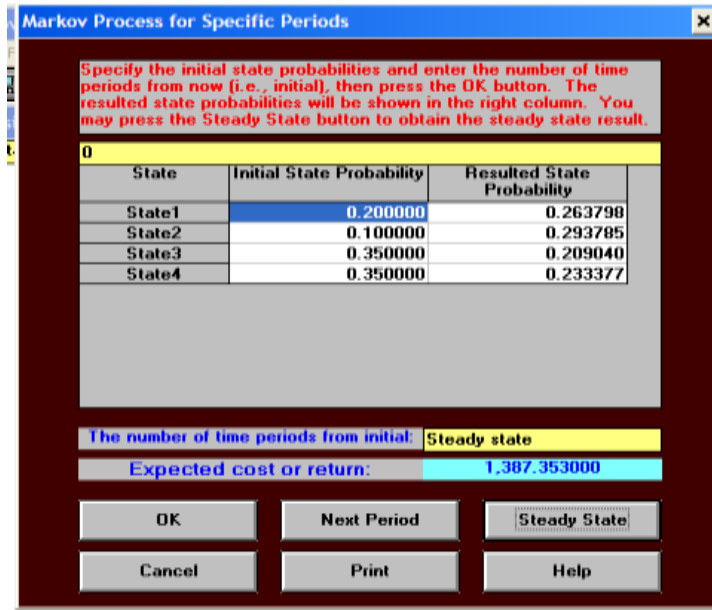 Markov Process for Specific Periods
Specify the initial state probabilities and enter the number of time
periods from now (i.e., initial), then press the OK button. The
resulted state probabilities will be shown in the right column. You
may press the Steady State button to obtain the steady state result.
0
State Initial State Probability Resulted State
Probability
State1 0.200000 0.263798
State2 0.100000 0.293785
State3 0.350000 0.209040
State4 0.350000 0.233377
The number of time periods from initial: Steady state
Expected cost or return: 1,387.353000
OK Next Period Steady State
Cancel Print Help